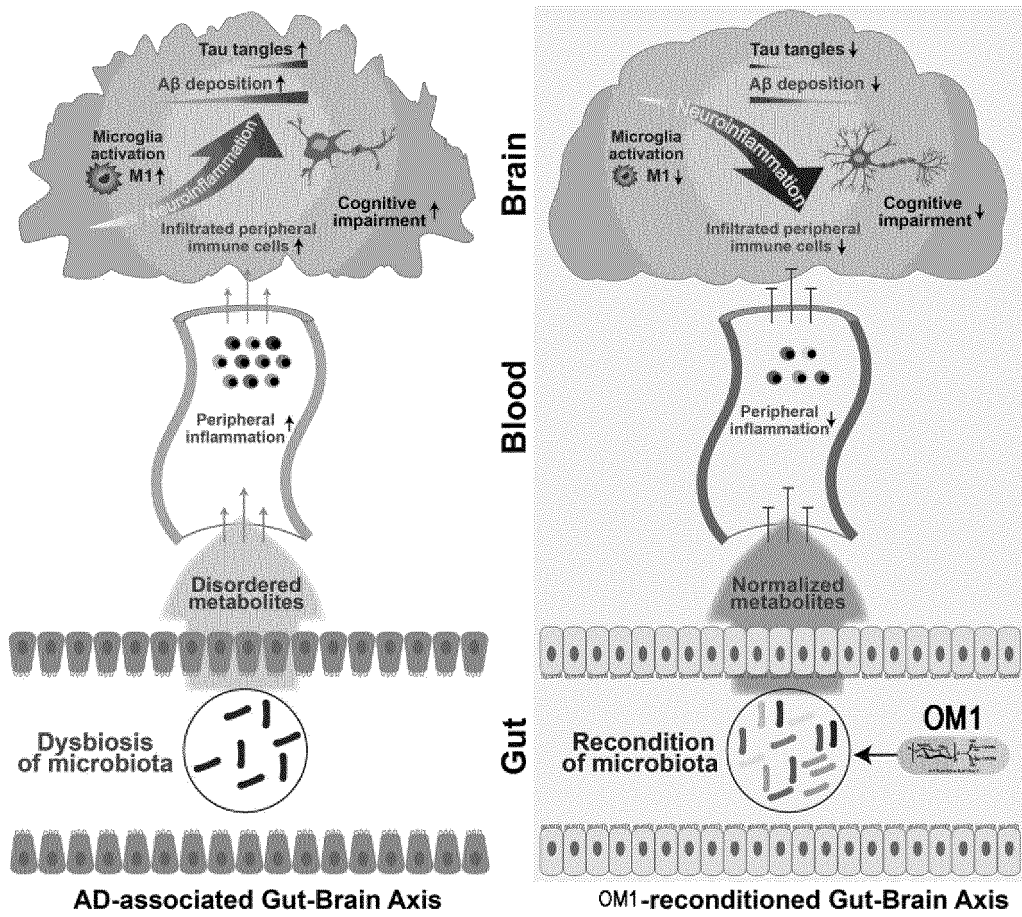 Tau tangles ↑
Aβ deposition ↑
Microglia
activation
M1 ↑
Neuroinflammation
Cognitive
impairment ↑
Infiltrated peripheral
immune cells ↑
Peripheral
inflammation ↑
Disordered
metabolites
Dysbiosis
of microbiota
AD-associated Gut-Brain Axis
Brain
Blood
Gut
Tau tangles ↓
Aβ deposition ↓
Microglia
activation
M1 ↓
Neuroinflammation
Cognitive
impairment ↓
Infiltrated peripheral
immune cells ↓
Peripheral
inflammation ↓
Normalized
metabolites
Recondition
of microbiota
OM1
OM1-reconditioned Gut-Brain Axis